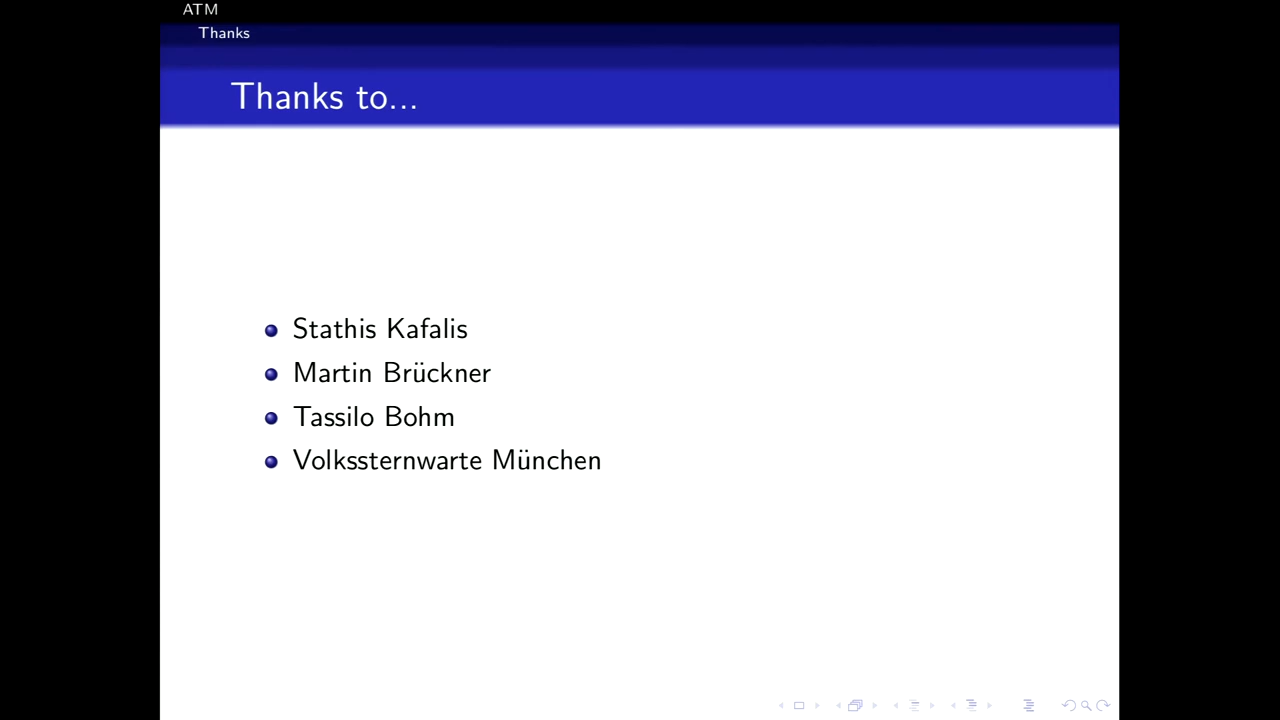 ATM
Thanks
Thanks to...
Stathis Kafalis
Martin Brückner
Tassilo Bohm
Volkssternwarte München